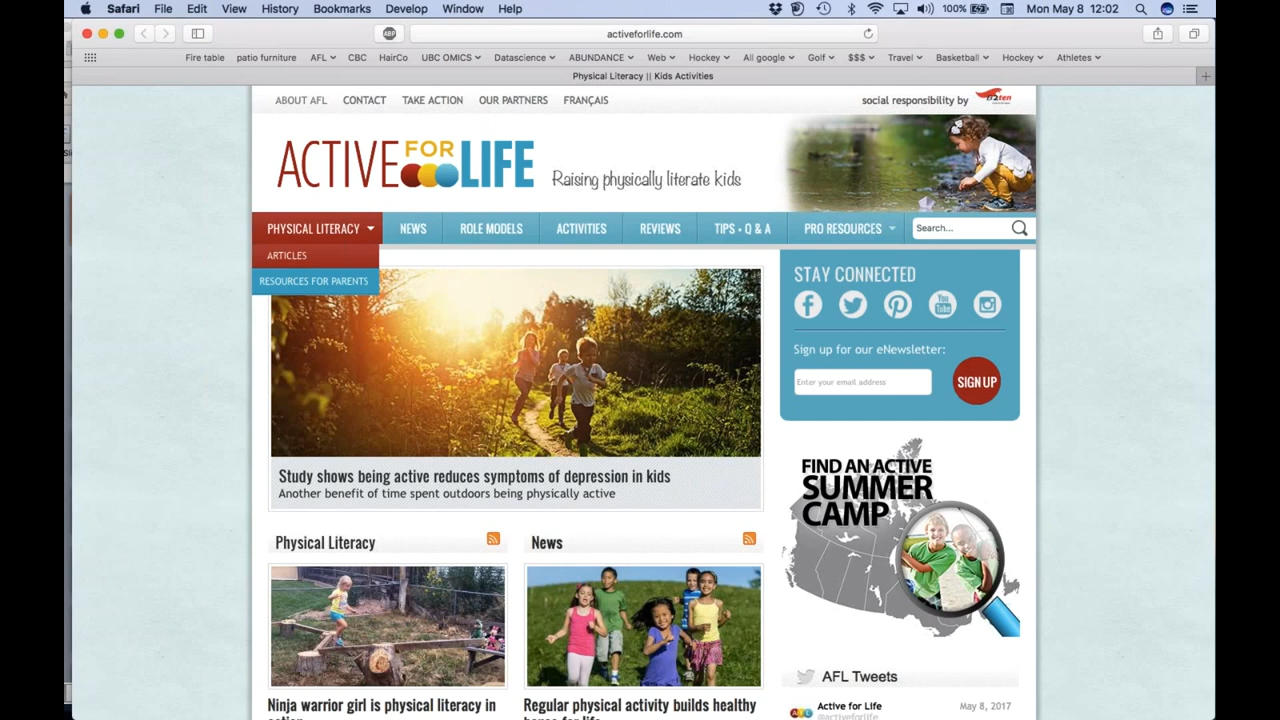 Safari File Edit View History Bookmarks Develop Window Help 100% Mon May 8 12:02
ABP activeforlife.com
Fire table patio furniture AFL CBC HairCo UBC OMICS Datascience ABUNDANCE Web Hockey All google Golf $$$ Travel Basketball Hockey Athletes
Physical Literacy || Kids Activities
ABOUT AFL CONTACT TAKE ACTION OUR PARTNERS FRANÇAIS social responsibility by
ACTIVE FOR LIFE Raising physically literate kids
PHYSICAL LITERACY NEWS ROLE MODELS ACTIVITIES REVIEWS TIPS • Q & A PRO RESOURCES Search...
ARTICLES
RESOURCES FOR PARENTS
STAY CONNECTED
You Tube
Sign up for our eNewsletter:
Enter your email address SIGN UP
Study shows being active reduces symptoms of depression in kids
Another benefit of time spent outdoors being physically active
FIND AN ACTIVE
SUMMER
CAMP
Physical Literacy News
Ninja warrior girl is physical literacy in
Regular physical activity builds healthy
AFL Tweets
Active for Life May 8, 2017
@activeforlife